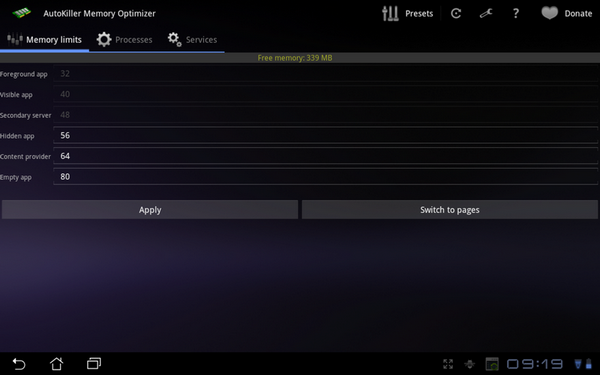 AutoKiller Memory Optimizer
Presets
?
Donate
Memory limits
Processes
Services
Free memory: 339 MB
Foreground app 32
Visible app 40
Secondary server 48
Hidden app 56
Content provider 64
Empty app 80
Apply
Switch to pages
09:19